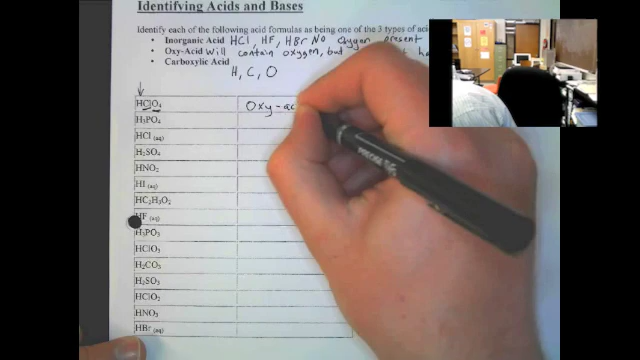 Identifying Acids and Bases
Identify each of the following acid formulas as being one of the 3 types of
• Inorganic Acid HCl, HF, HBr No Oxygen present
• Oxy-Acid Will contain oxygen, but
• Carboxylic Acid
H, C, O
HClO₄ Oxy-ac
H₃PO₄
HCl (aq)
H₂SO₄
HNO₂
HI (aq)
HC₂H₃O₂
HF (aq)
H₃PO₃
HClO₃
H₂CO₃
H₂SO₃
HClO₂
HNO₃
HBr (aq)